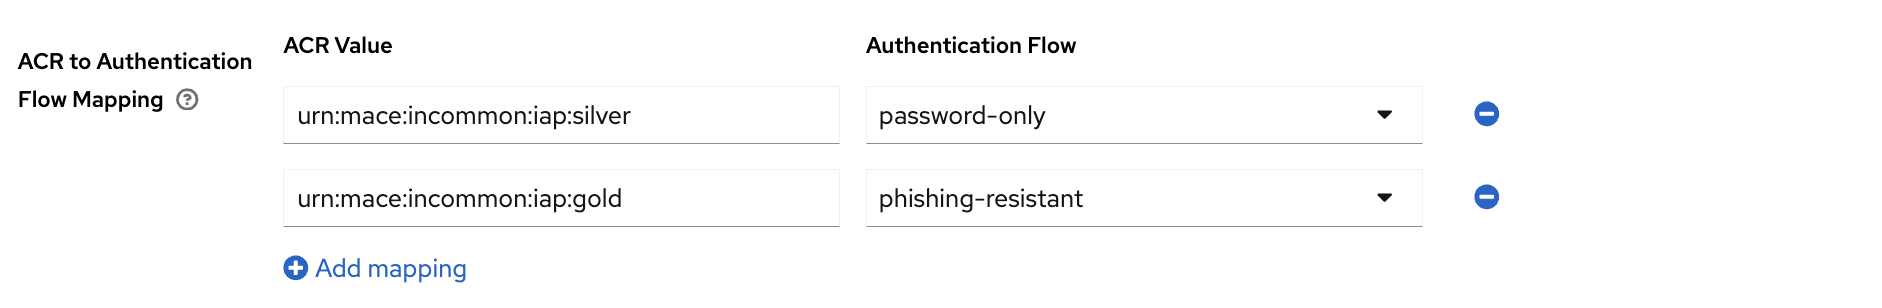 ACR to Authentication
Flow Mapping
ACR Value
Authentication Flow
urn:mace:incommon:iap:silver
password-only
urn:mace:incommon:iap:gold
phishing-resistant
Add mapping